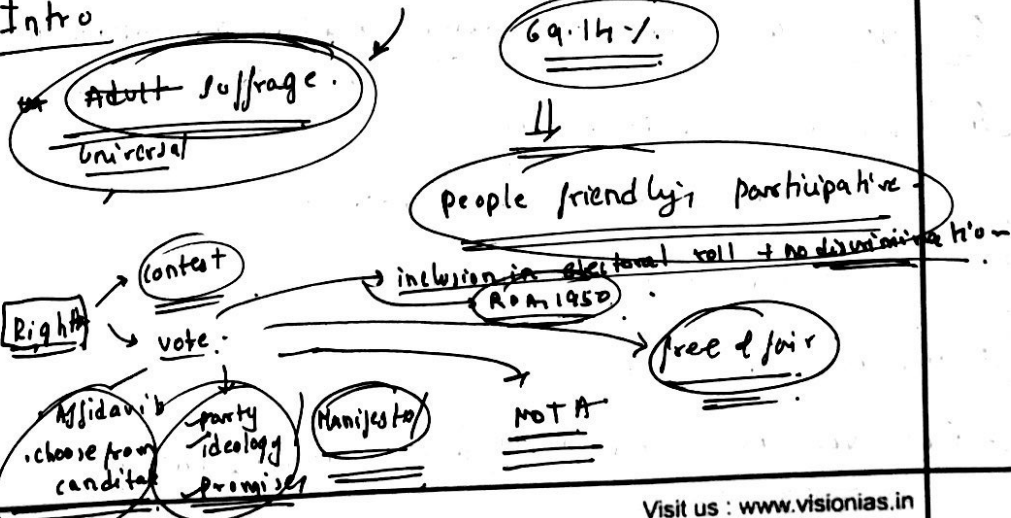 Intro.
Adult Suffrage.
Universal
69.14 %.
people friendly, participative
Right
contest
vote
inclusion in electoral roll + no discrimination
ROPA 1950
free & fair
NOTA
Affidavits
choose from
candidate
party
ideology
promises
Manifesto
Visit us : www.visionias.in